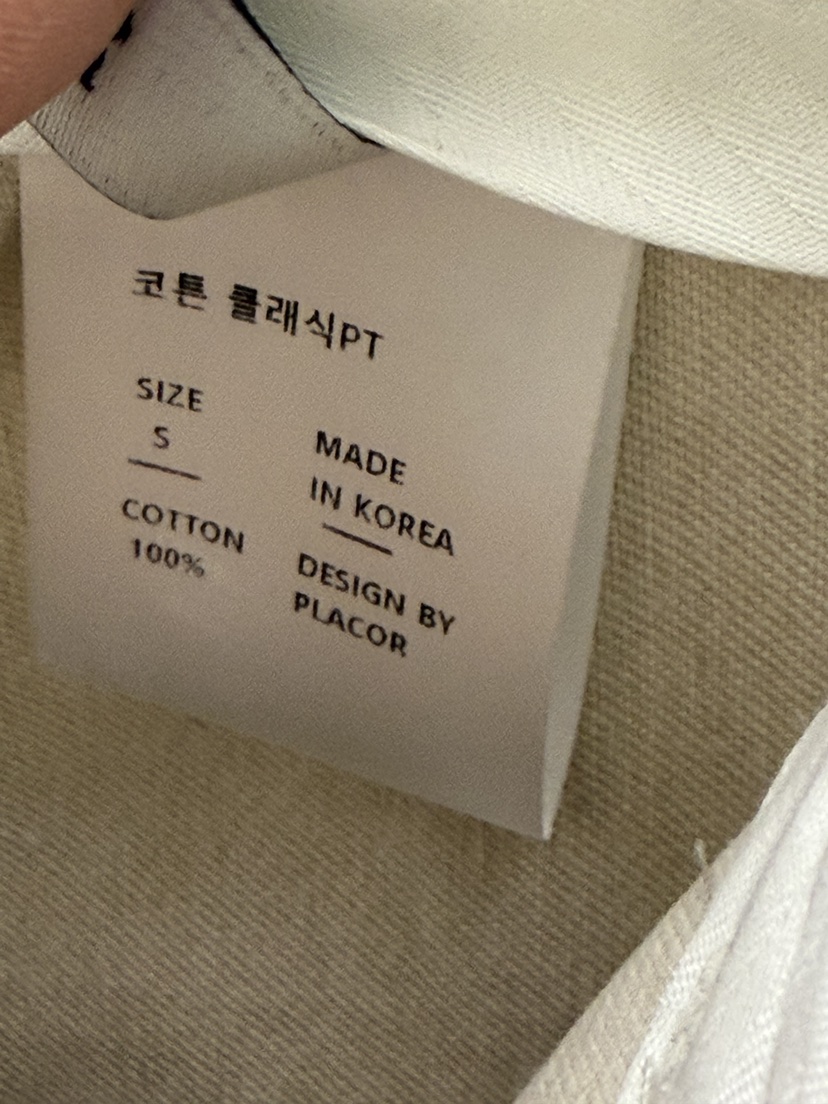 코튼 클래식PT
SIZE
S
COTTON
100%
MADE
IN KOREA
DESIGN BY
PLACOR